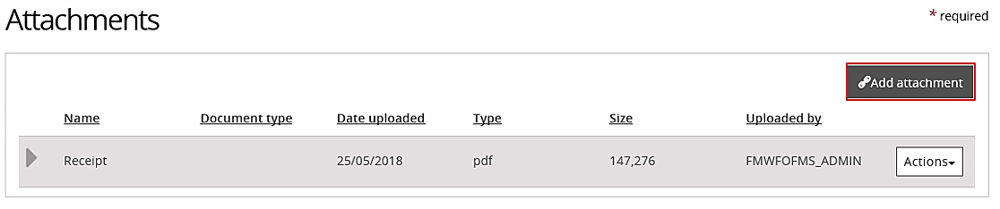 Attachments
* required
Add attachment
Name Document type Date uploaded Type Size Uploaded by
Receipt 25/05/2018 pdf 147,276 FMWFOFMS_ADMIN Actions